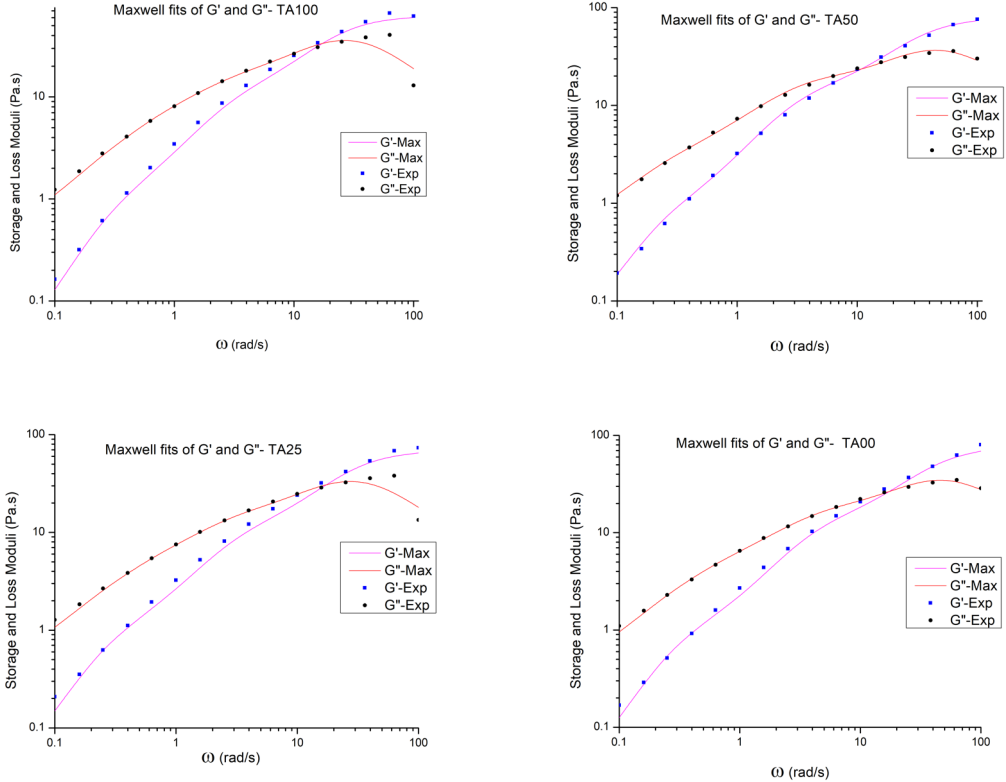 Maxwell fits of G' and G"- TA100
Storage and Loss Moduli (Pa.s)
10
1
0.1
0.1
1
10
100
ω (rad/s)
G'-Max
G"-Max
G'-Exp
G"-Exp
Maxwell fits of G' and G"- TA50
Storage and Loss Moduli (Pa.s)
100
10
1
0.1
0.1
1
10
100
ω (rad/s)
G'-Max
G"-Max
G'-Exp
G"-Exp
Maxwell fits of G' and G"- TA25
Storage and Loss Moduli (Pa.s)
100
10
1
0.1
0.1
1
10
100
ω (rad/s)
G'-Max
G"-Max
G'-Exp
G"-Exp
Maxwell fits of G' and G"- TA00
Storage and Loss Moduli (Pa.s)
100
10
1
0.1
0.1
1
10
100
ω (rad/s)
G'-Max
G"-Max
G'-Exp
G"-Exp